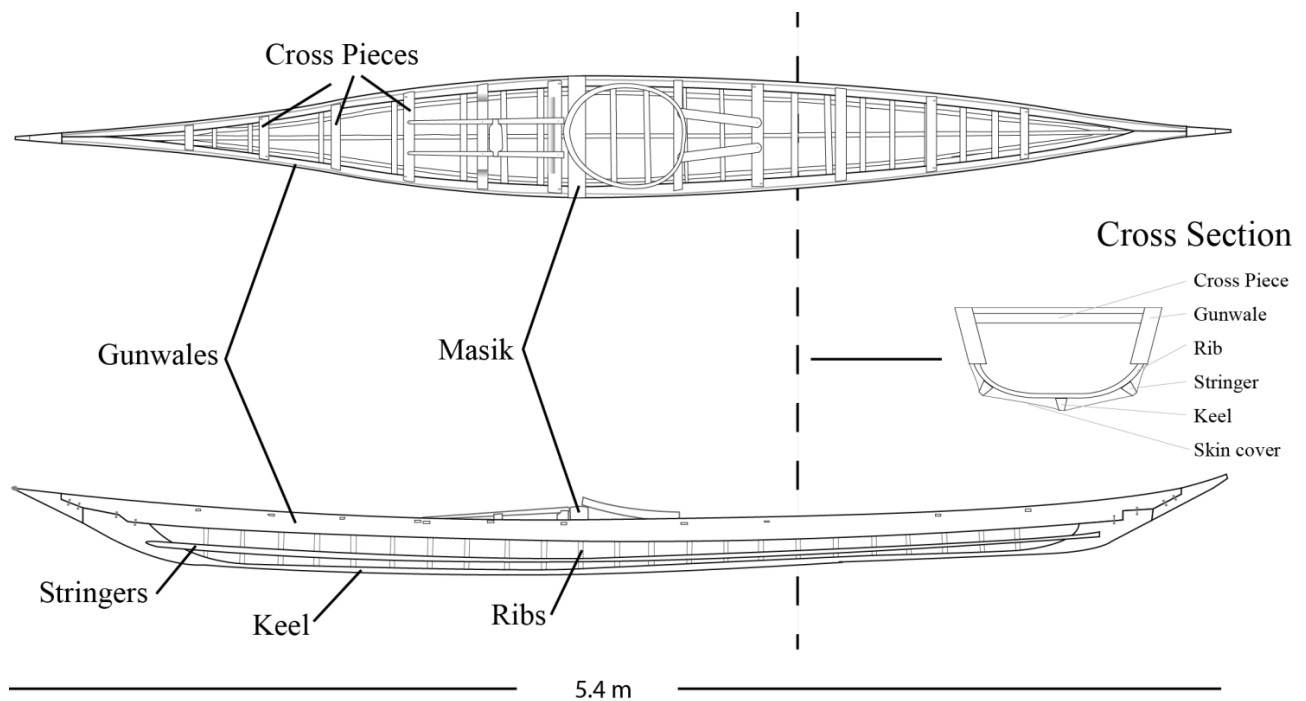 Cross Pieces
Cross Section
Cross Piece
Gunwale
Rib
Stringer
Keel
Skin cover
Gunwales
Masik
Stringers
Keel
Ribs
5.4 m